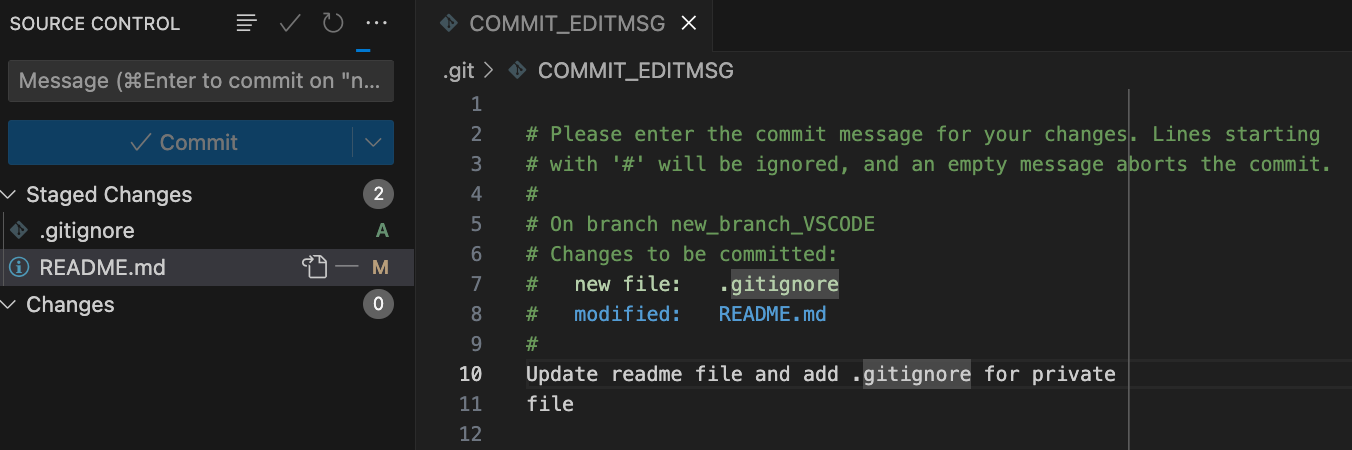 SOURCE CONTROL
Message (⌘Enter to commit on "n...
Commit
Staged Changes 2
.gitignore A
README.md M
Changes 0
COMMIT_EDITMSG
.git > COMMIT_EDITMSG
1
2 # Please enter the commit message for your changes. Lines starting
3 # with '#' will be ignored, and an empty message aborts the commit.
4 #
5 # On branch new_branch_VSCODE
6 # Changes to be committed:
7 # new file: .gitignore
8 # modified: README.md
9 #
10 Update readme file and add .gitignore for private
11 file
12